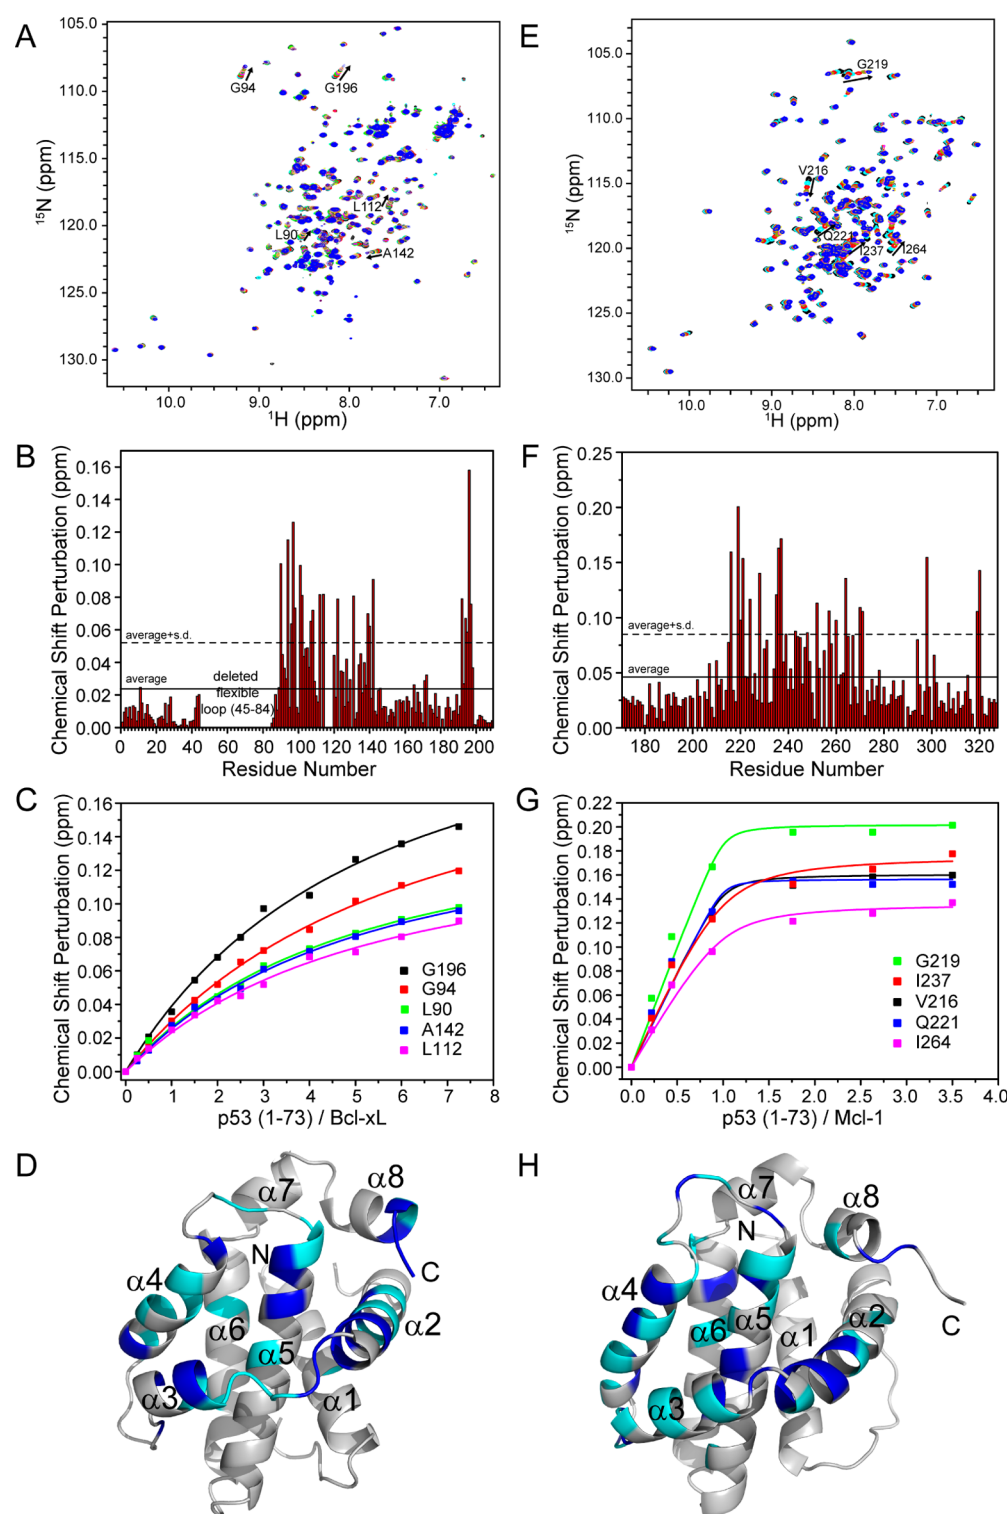 A
105.0
110.0
115.0
120.0
125.0
130.0
15N (ppm)
G94
G196
L112
L90
A142
10.0
9.0
8.0
7.0
1H (ppm)
E
105.0
110.0
115.0
120.0
125.0
130.0
15N (ppm)
G219
V216
Q221
I237
I264
10.0
9.0
8.0
7.0
1H (ppm)
B
Chemical Shift Perturbation (ppm)
0.16
0.14
0.12
0.10
0.08
0.06
0.04
0.02
0.00
average+s.d.
average
deleted
flexible
loop (45-84)
0
20
40
60
80
100
120
140
160
180
200
Residue Number
F
Chemical Shift Perturbation (ppm)
0.25
0.20
0.15
0.10
0.05
0.00
average+s.d.
average
180
200
220
240
260
280
300
320
Residue Number
C
Chemical Shift Perturbation (ppm)
0.16
0.14
0.12
0.10
0.08
0.06
0.04
0.02
0.00
G196
G94
L90
A142
L112
0
1
2
3
4
5
6
7
8
p53 (1-73) / Bcl-xL
G
Chemical Shift Perturbation (ppm)
0.22
0.20
0.18
0.16
0.14
0.12
0.10
0.08
0.06
0.04
0.02
0.00
G219
I237
V216
Q221
I264
0.0
0.5
1.0
1.5
2.0
2.5
3.0
3.5
4.0
p53 (1-73) / Mcl-1
D
α7
α8
N
α4
C
α6
α2
α5
α3
α1
H
α7
α8
N
α4
α6
α5
α1
α2
C
α3